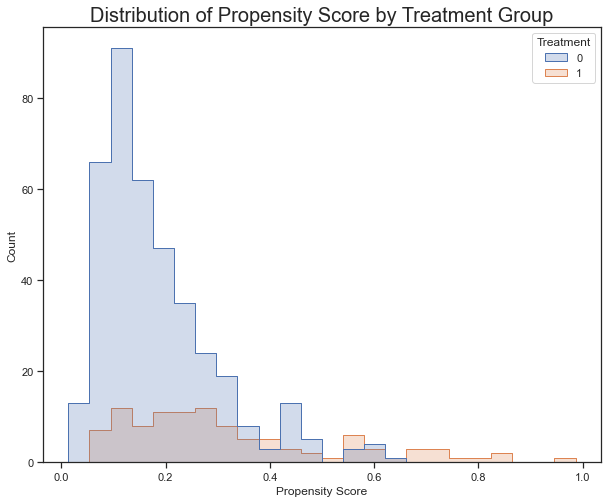 Distribution of Propensity Score by Treatment Group
Treatment
0
1
80
60
40
20
0
Count
0.0 0.2 0.4 0.6 0.8 1.0
Propensity Score